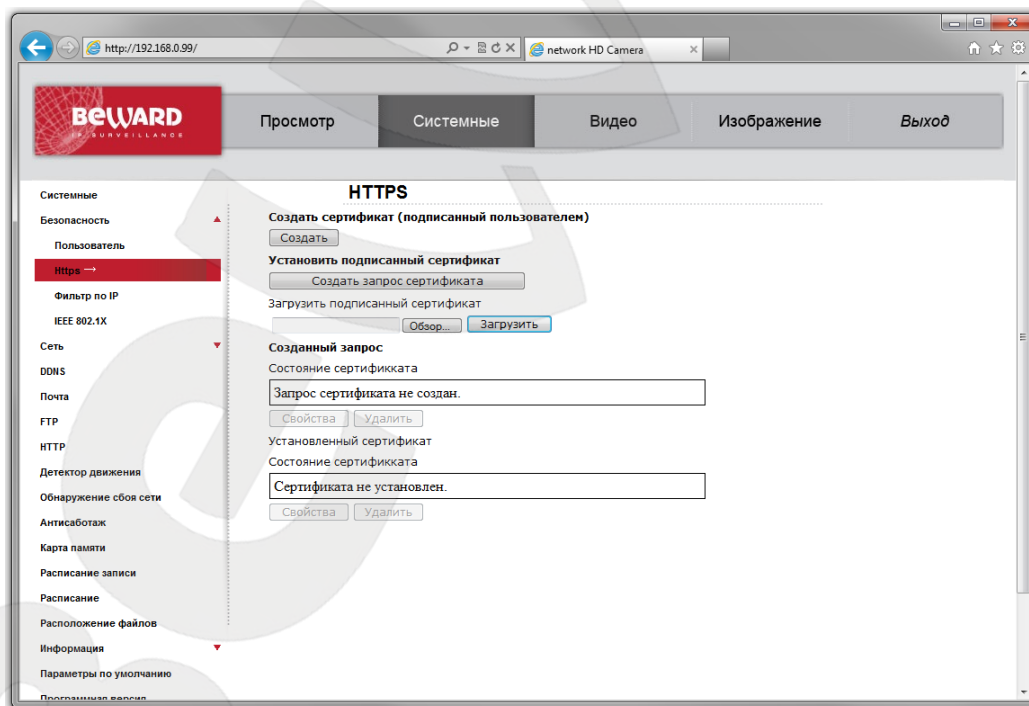 http://192.168.0.99/
network HD Camera
BEWARD
IP SURVEILLANCE
Просмотр
Системные
Видео
Изображение
Выход
Системные
Безопасность
Пользователь
Https →
Фильтр по IP
IEEE 802.1X
Сеть
DDNS
Почта
FTP
HTTP
Детектор движения
Обнаружение сбоя сети
Антисаботаж
Карта памяти
Расписание записи
Расписание
Расположение файлов
Информация
Параметры по умолчанию
Программная версия
HTTPS
Создать сертификат (подписанный пользователем)
Создать
Установить подписанный сертификат
Создать запрос сертификата
Загрузить подписанный сертификат
Обзор... Загрузить
Созданный запрос
Состояние сертификката
Запрос сертификата не создан.
Свойства Удалить
Установленный сертификат
Состояние сертификката
Сертификата не установлен.
Свойства Удалить